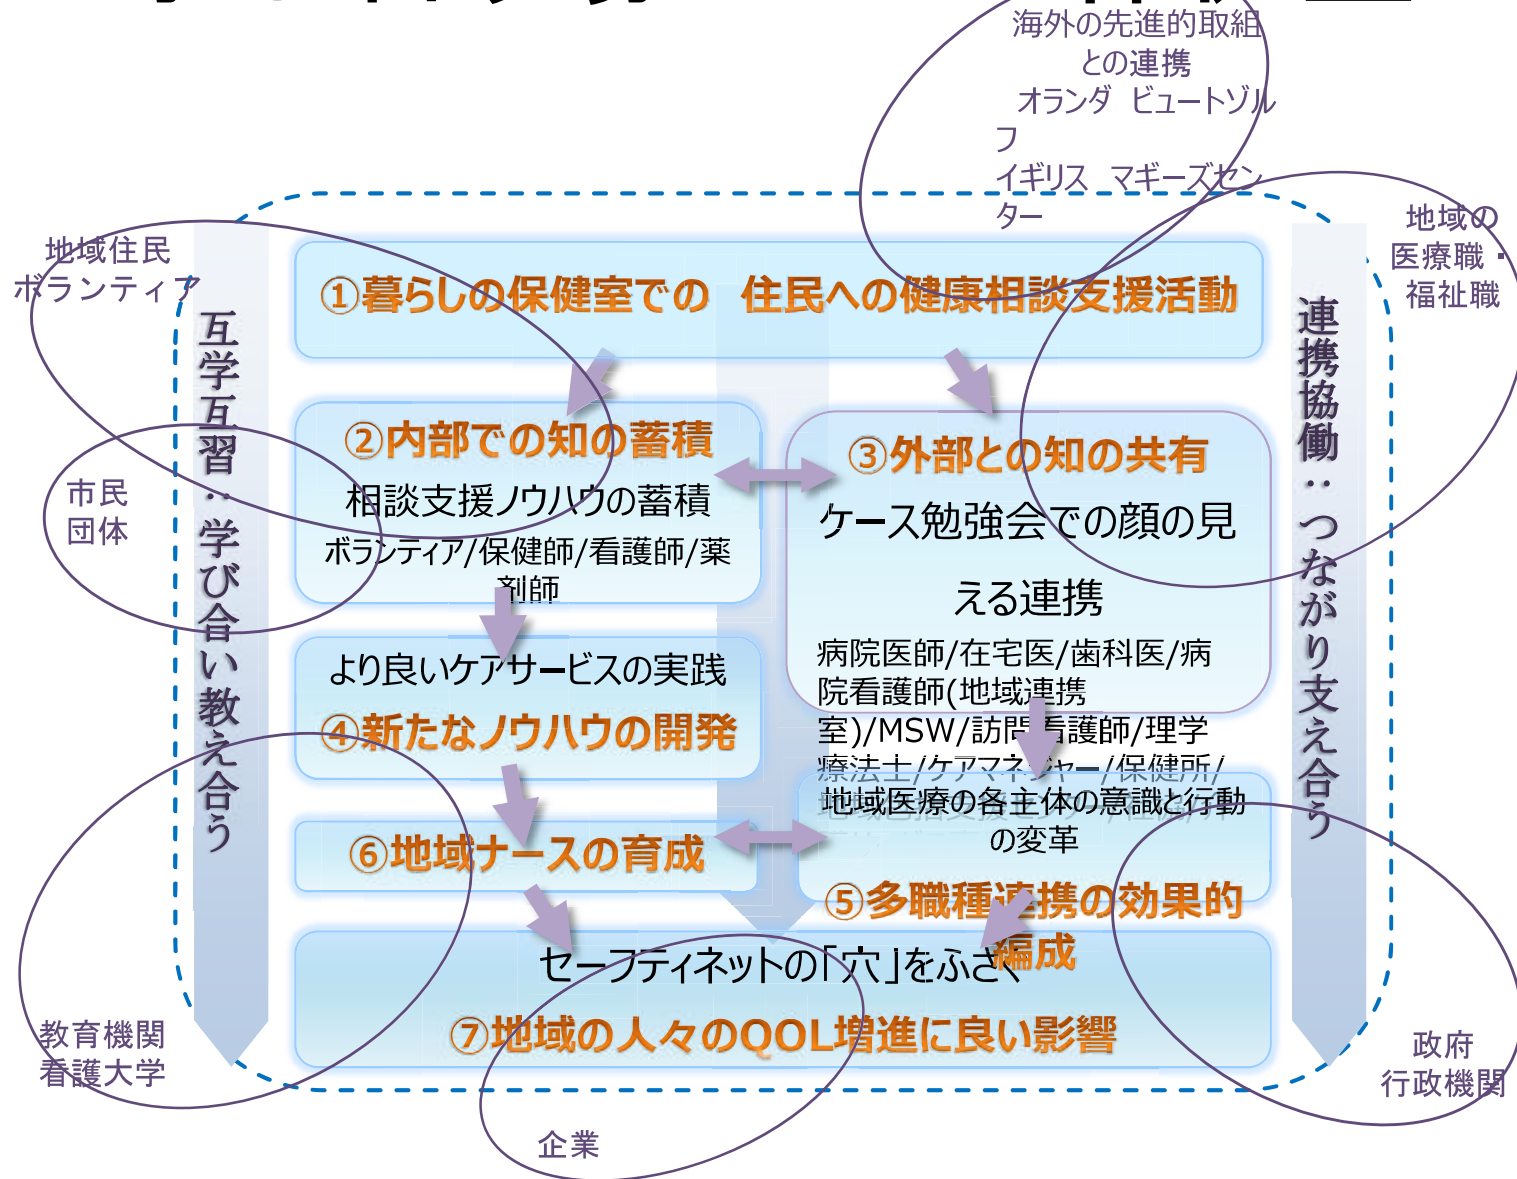 海外の先進的取組
との連携
オランダ ビュートゾル
フ
イギリス マギーズセン
ター
地域住民
ボランティア
地域の
医療職・
福祉職
①暮らしの保健室での 住民への健康相談支援活動
互学互習：学び合い教え合う
連携協働：つながり支え合う
②内部での知の蓄積
相談支援ノウハウの蓄積
ボランティア/保健師/看護師/薬
剤師
③外部との知の共有
ケース勉強会での顔の見
える連携
病院医師/在宅医/歯科医/病
院看護師(地域連携
室)/MSW/訪問看護師/理学
療法士/ケアマネジャー/保健所/
市民
団体
より良いケアサービスの実践
④新たなノウハウの開発
地域医療の各主体の意識と行動
の変革
⑤多職種連携の効果的
編成
⑥地域ナースの育成
セーフティネットの「穴」をふさぐ
⑦地域の人々のQOL増進に良い影響
教育機関
看護大学
政府
行政機関
企業